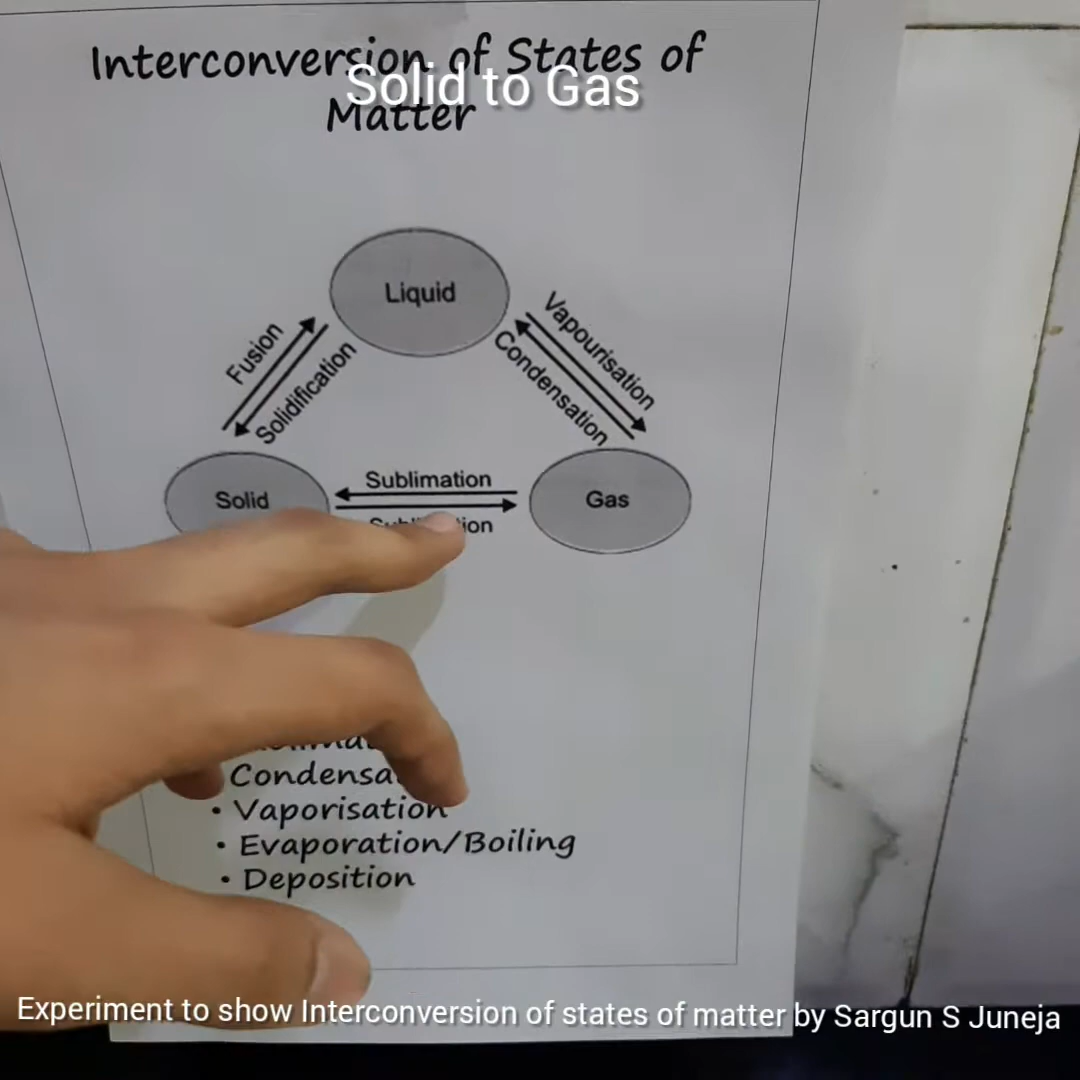 Interconversion of States of
Matter
Solid to Gas
Liquid
Fusion
Solidification
Vapourisation
Condensation
Sublimation
Solid
Gas
• Vaporisation
• Evaporation/Boiling
• Deposition
Experiment to show Interconversion of states of matter by Sargun S Juneja